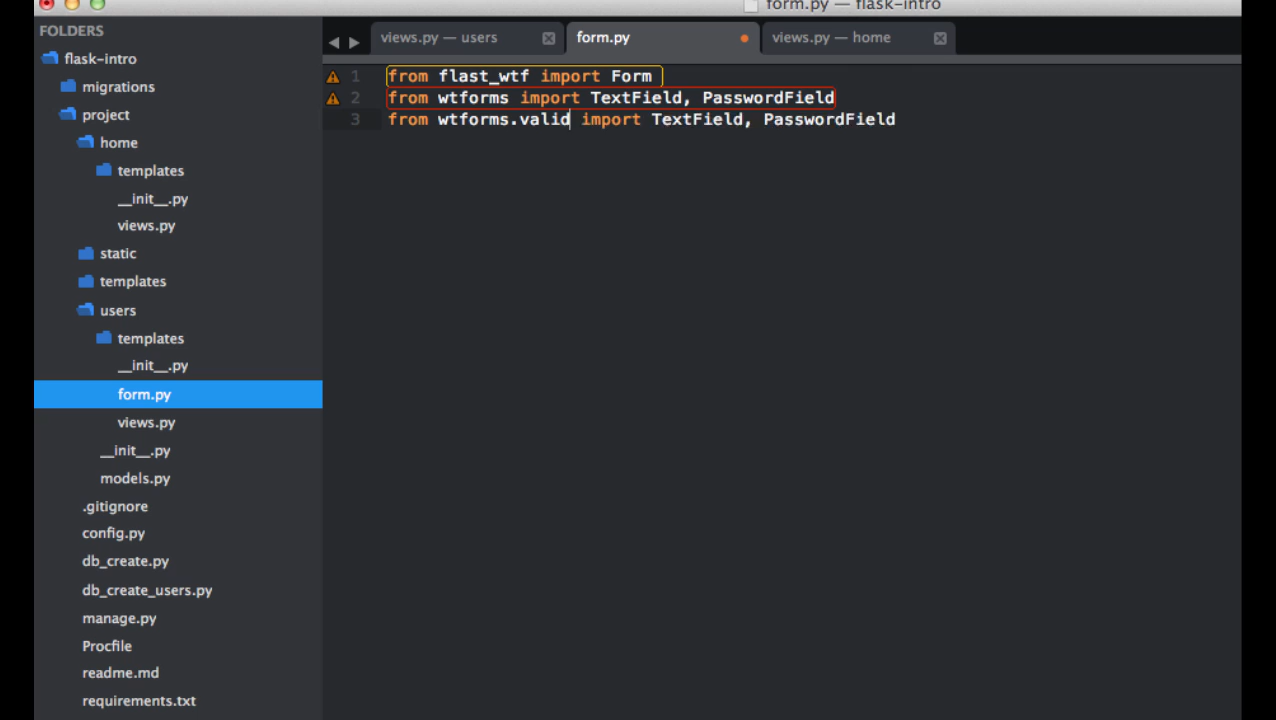 form.py — flask-intro
FOLDERS
flask-intro
migrations
project
home
templates
__init__.py
views.py
static
templates
users
templates
__init__.py
form.py
views.py
__init__.py
models.py
.gitignore
config.py
db_create.py
db_create_users.py
manage.py
Procfile
readme.md
requirements.txt
views.py — users
form.py
views.py — home
1 from flast_wtf import Form
2 from wtforms import TextField, PasswordField
3 from wtforms.valid import TextField, PasswordField